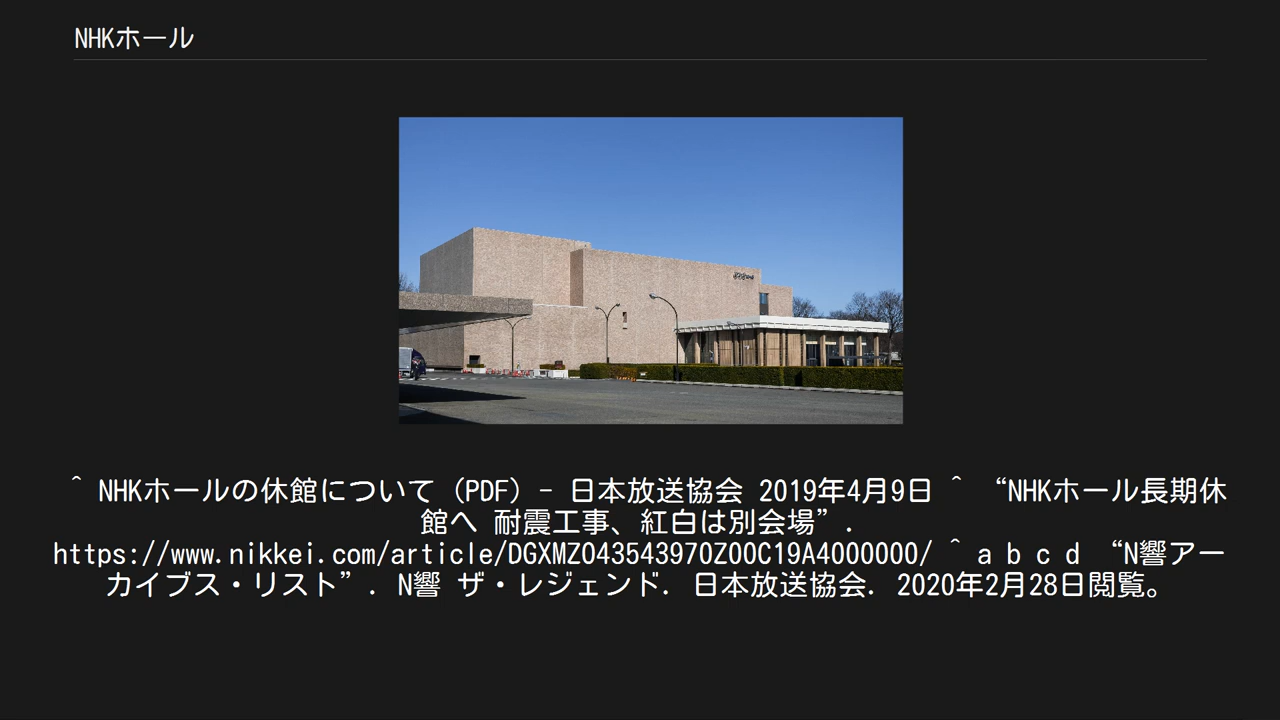 NHKホール
^ NHKホールの休館について（PDF）- 日本放送協会 2019年4月9日 ^ “NHKホール長期休
館へ 耐震工事、紅白は別会場”.
https://www.nikkei.com/article/DGXMZO43543970Z00C19A4000000/ ^ a b c d “N響アー
カイブス・リスト”. N響 ザ・レジェンド. 日本放送協会. 2020年2月28日閲覧。